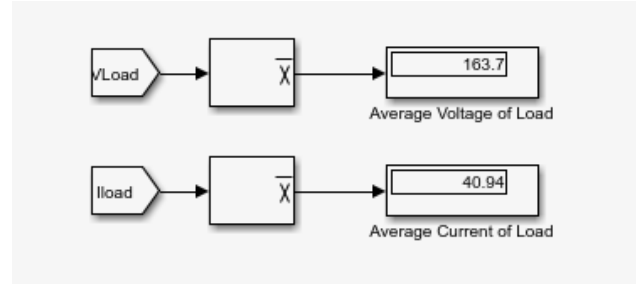 VLoad
X
163.7
Average Voltage of Load
Iload
X
40.94
Average Current of Load